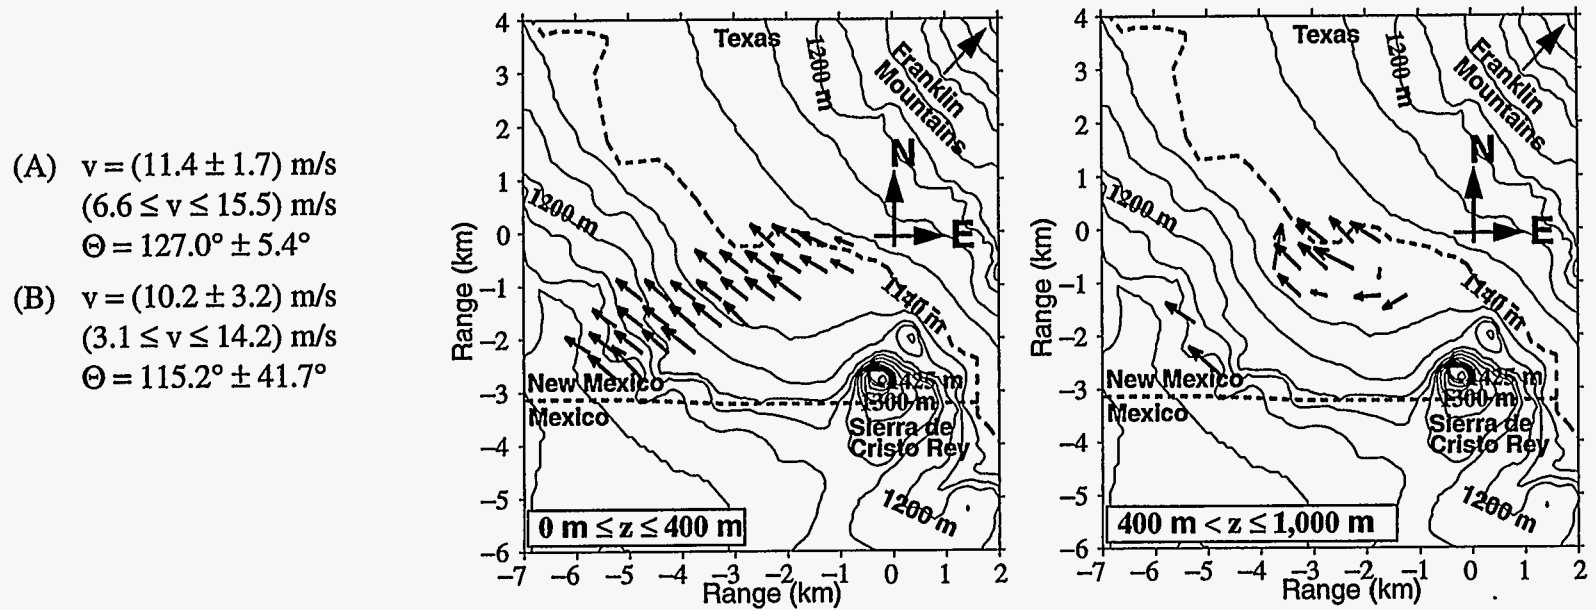 (A) v = (11.4 ± 1.7) m/s
(6.6 ≤ v ≤ 15.5) m/s
Θ = 127.0° ± 5.4°
(B) v = (10.2 ± 3.2) m/s
(3.1 ≤ v ≤ 14.2) m/s
Θ = 115.2° ± 41.7°
4
3
2
1
0
−1
−2
−3
−4
−5
−6
Range (km)
Texas
1200 m
Franklin
Mountains
N
E
1200 m
1140 m
New Mexico
Mexico
1425 m
1300 m
Sierra de
Cristo Rey
1200 m
0 m ≤ z ≤ 400 m
−7 −6 −5 −4 −3 −2 −1 0 1 2
Range (km)
4
3
2
1
0
−1
−2
−3
−4
−5
−6
Range (km)
Texas
1200 m
Franklin
Mountains
N
E
1200 m
1140 m
New Mexico
Mexico
1425 m
1300 m
Sierra de
Cristo Rey
1200 m
400 m < z ≤ 1,000 m
−7 −6 −5 −4 −3 −2 −1 0 1 2
Range (km)